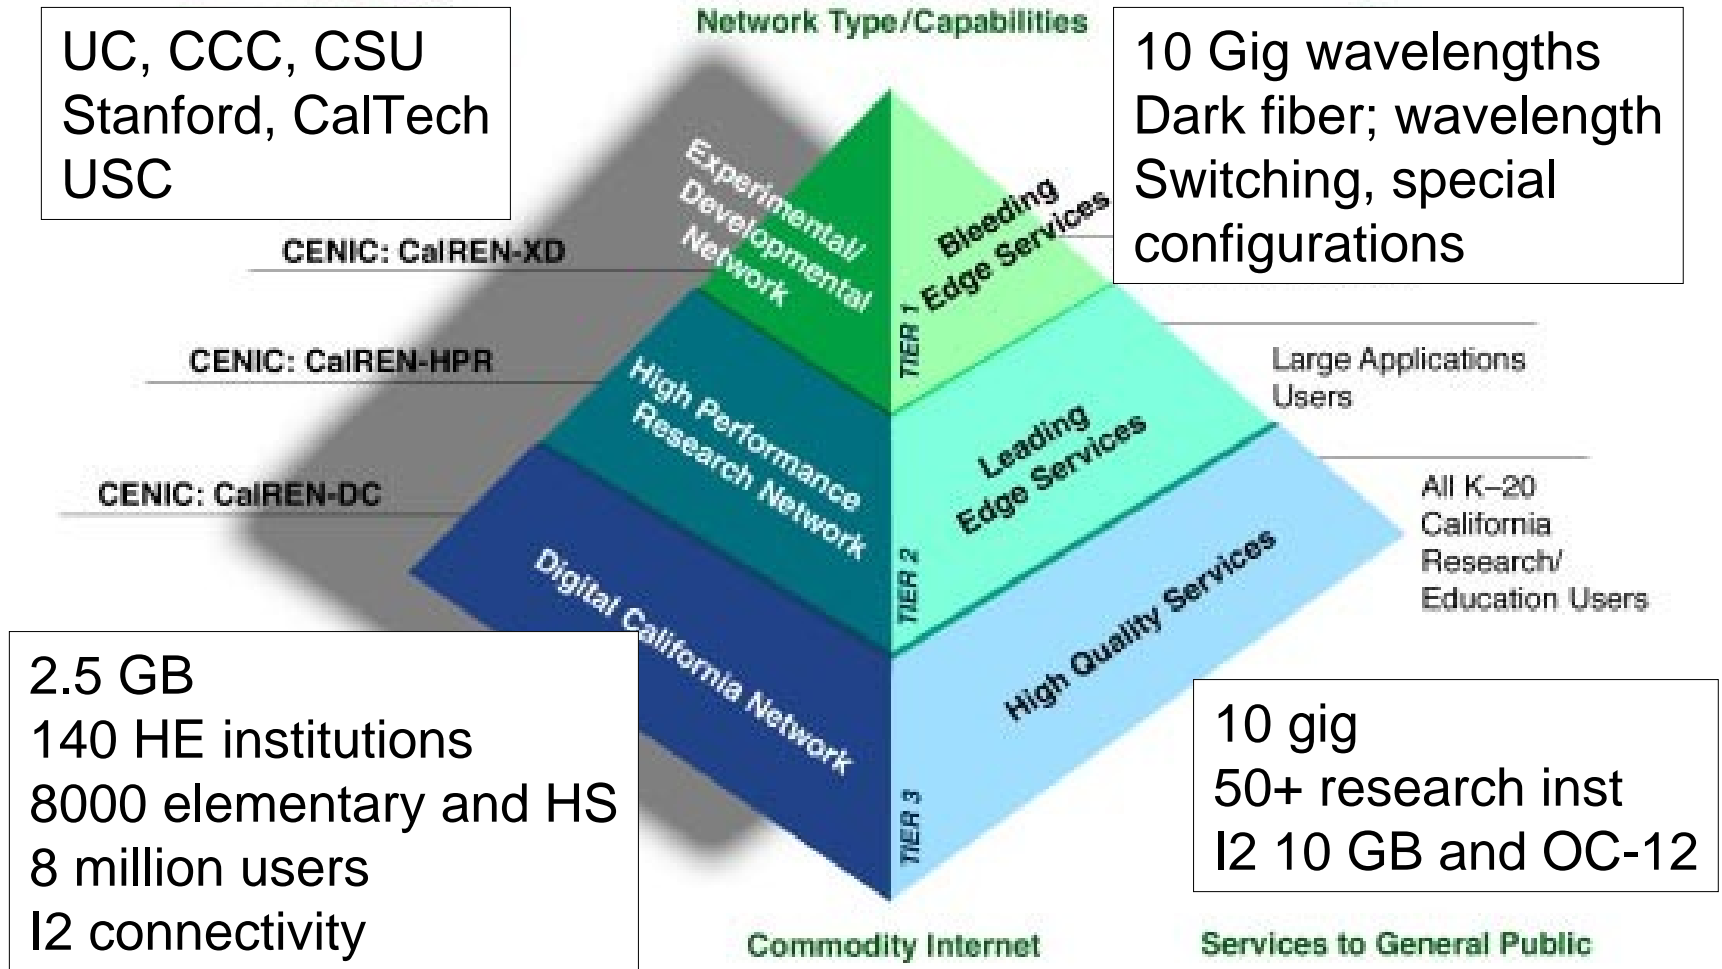 Network Type/Capabilities
UC, CCC, CSU
Stanford, CalTech
USC
10 Gig wavelengths
Dark fiber; wavelength
Switching, special
configurations
CENIC: CalREN-XD
CENIC: CalREN-HPR
CENIC: CalREN-DC
Experimental/
Developmental
Network
Bleeding
Edge Services
TIER 1
High Performance
Research Network
Leading
Edge Services
TIER 2
Digital California Network
High Quality Services
TIER 3
Large Applications
Users
All K–20
California
Research/
Education Users
2.5 GB
140 HE institutions
8000 elementary and HS
8 million users
I2 connectivity
10 gig
50+ research inst
I2 10 GB and OC-12
Commodity Internet
Services to General Public